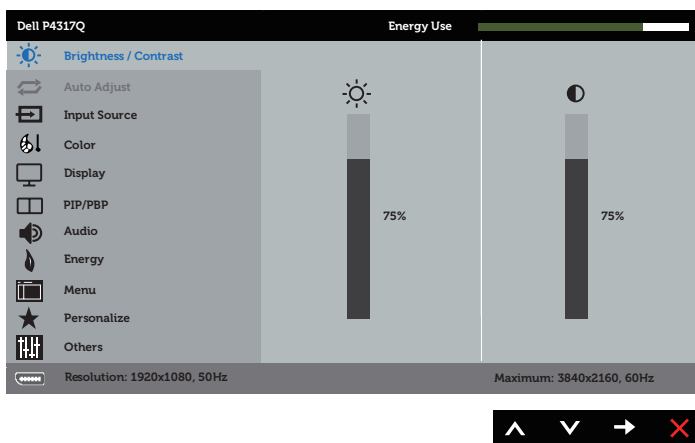 Dell P4317Q
Energy Use
Brightness / Contrast
Auto Adjust
Input Source
Color
Display
PIP/PBP
Audio
Energy
Menu
Personalize
Others
75%
75%
Resolution: 1920x1080, 50Hz
Maximum: 3840x2160, 60Hz